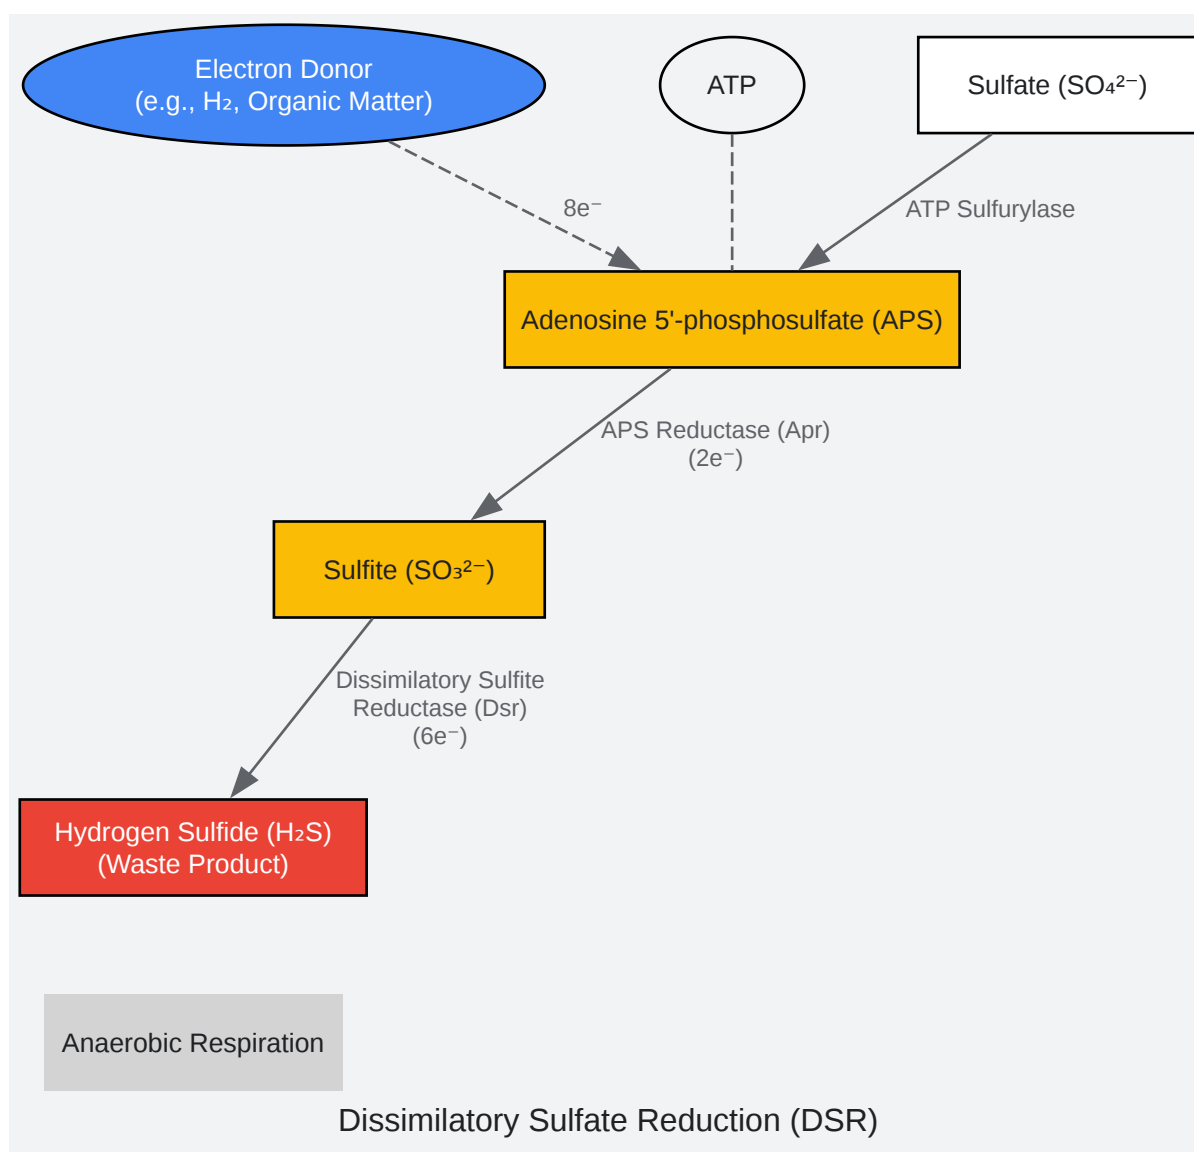 Electron Donor
(e.g., H₂, Organic Matter)
ATP
Sulfate (SO₄²⁻)
8e⁻
ATP Sulfurylase
Adenosine 5'-phosphosulfate (APS)
APS Reductase (Apr)
(2e⁻)
Sulfite (SO₃²⁻)
Dissimilatory Sulfite
Reductase (Dsr)
(6e⁻)
Hydrogen Sulfide (H₂S)
(Waste Product)
Anaerobic Respiration
Dissimilatory Sulfate Reduction (DSR)